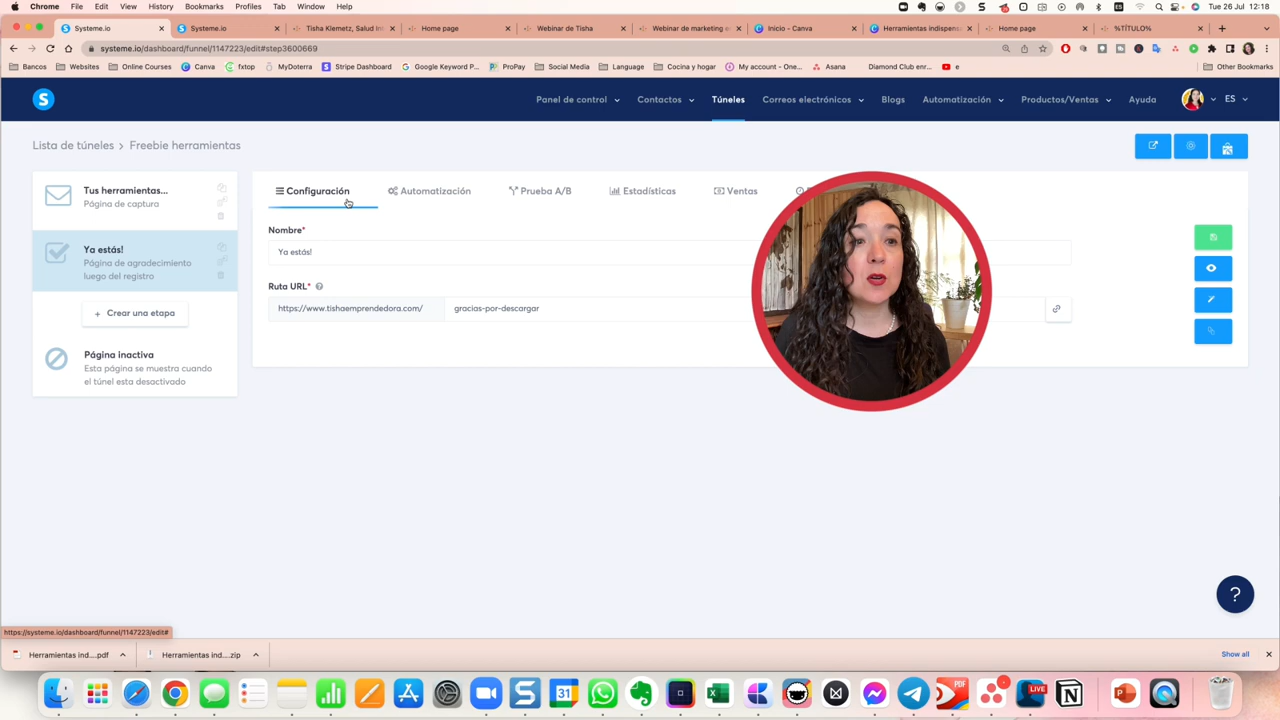 Chrome File Edit View History Bookmarks Profiles Tab Window Help
Tue 26 Jul 12:18
Systeme.io
Systeme.io
Tisha Klemetz, Salud Int
Home page
Webinar de Tisha
Webinar de marketing e
Inicio - Canva
Herramientas indispens
Home page
%TÍTULO%
systeme.io/dashboard/funnel/1147223/edit#step3600669
Bancos
Websites
Online Courses
Canva
fxtop
MyDoterra
Stripe Dashboard
Google Keyword P...
ProPay
Social Media
Language
Cocina y hogar
My account - One...
Asana
Diamond Club enr...
e
Other Bookmarks
S
Panel de control
Contactos
Túneles
Correos electrónicos
Blogs
Automatización
Productos/Ventas
Ayuda
ES
Lista de túneles > Freebie herramientas
Tus herramientas...
Página de captura
Ya estás!
Página de agradecimiento
luego del registro
+ Crear una etapa
Página inactiva
Esta página se muestra cuando
el túnel esta desactivado
Configuración
Automatización
Prueba A/B
Estadísticas
Ventas
Nombre*
Ya estás!
Ruta URL*
https://www.tishaemprendedora.com/
gracias-por-descargar
?
https://systeme.io/dashboard/funnel/1147223/edit#
Herramientas ind....pdf
Herramientas ind....zip
Show all